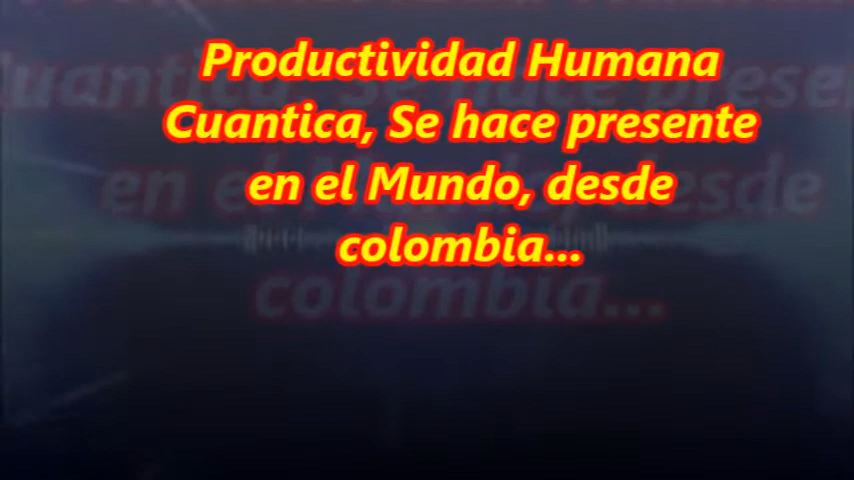 Productividad Humana
Cuantica, Se hace presente
en el Mundo, desde
colombia...